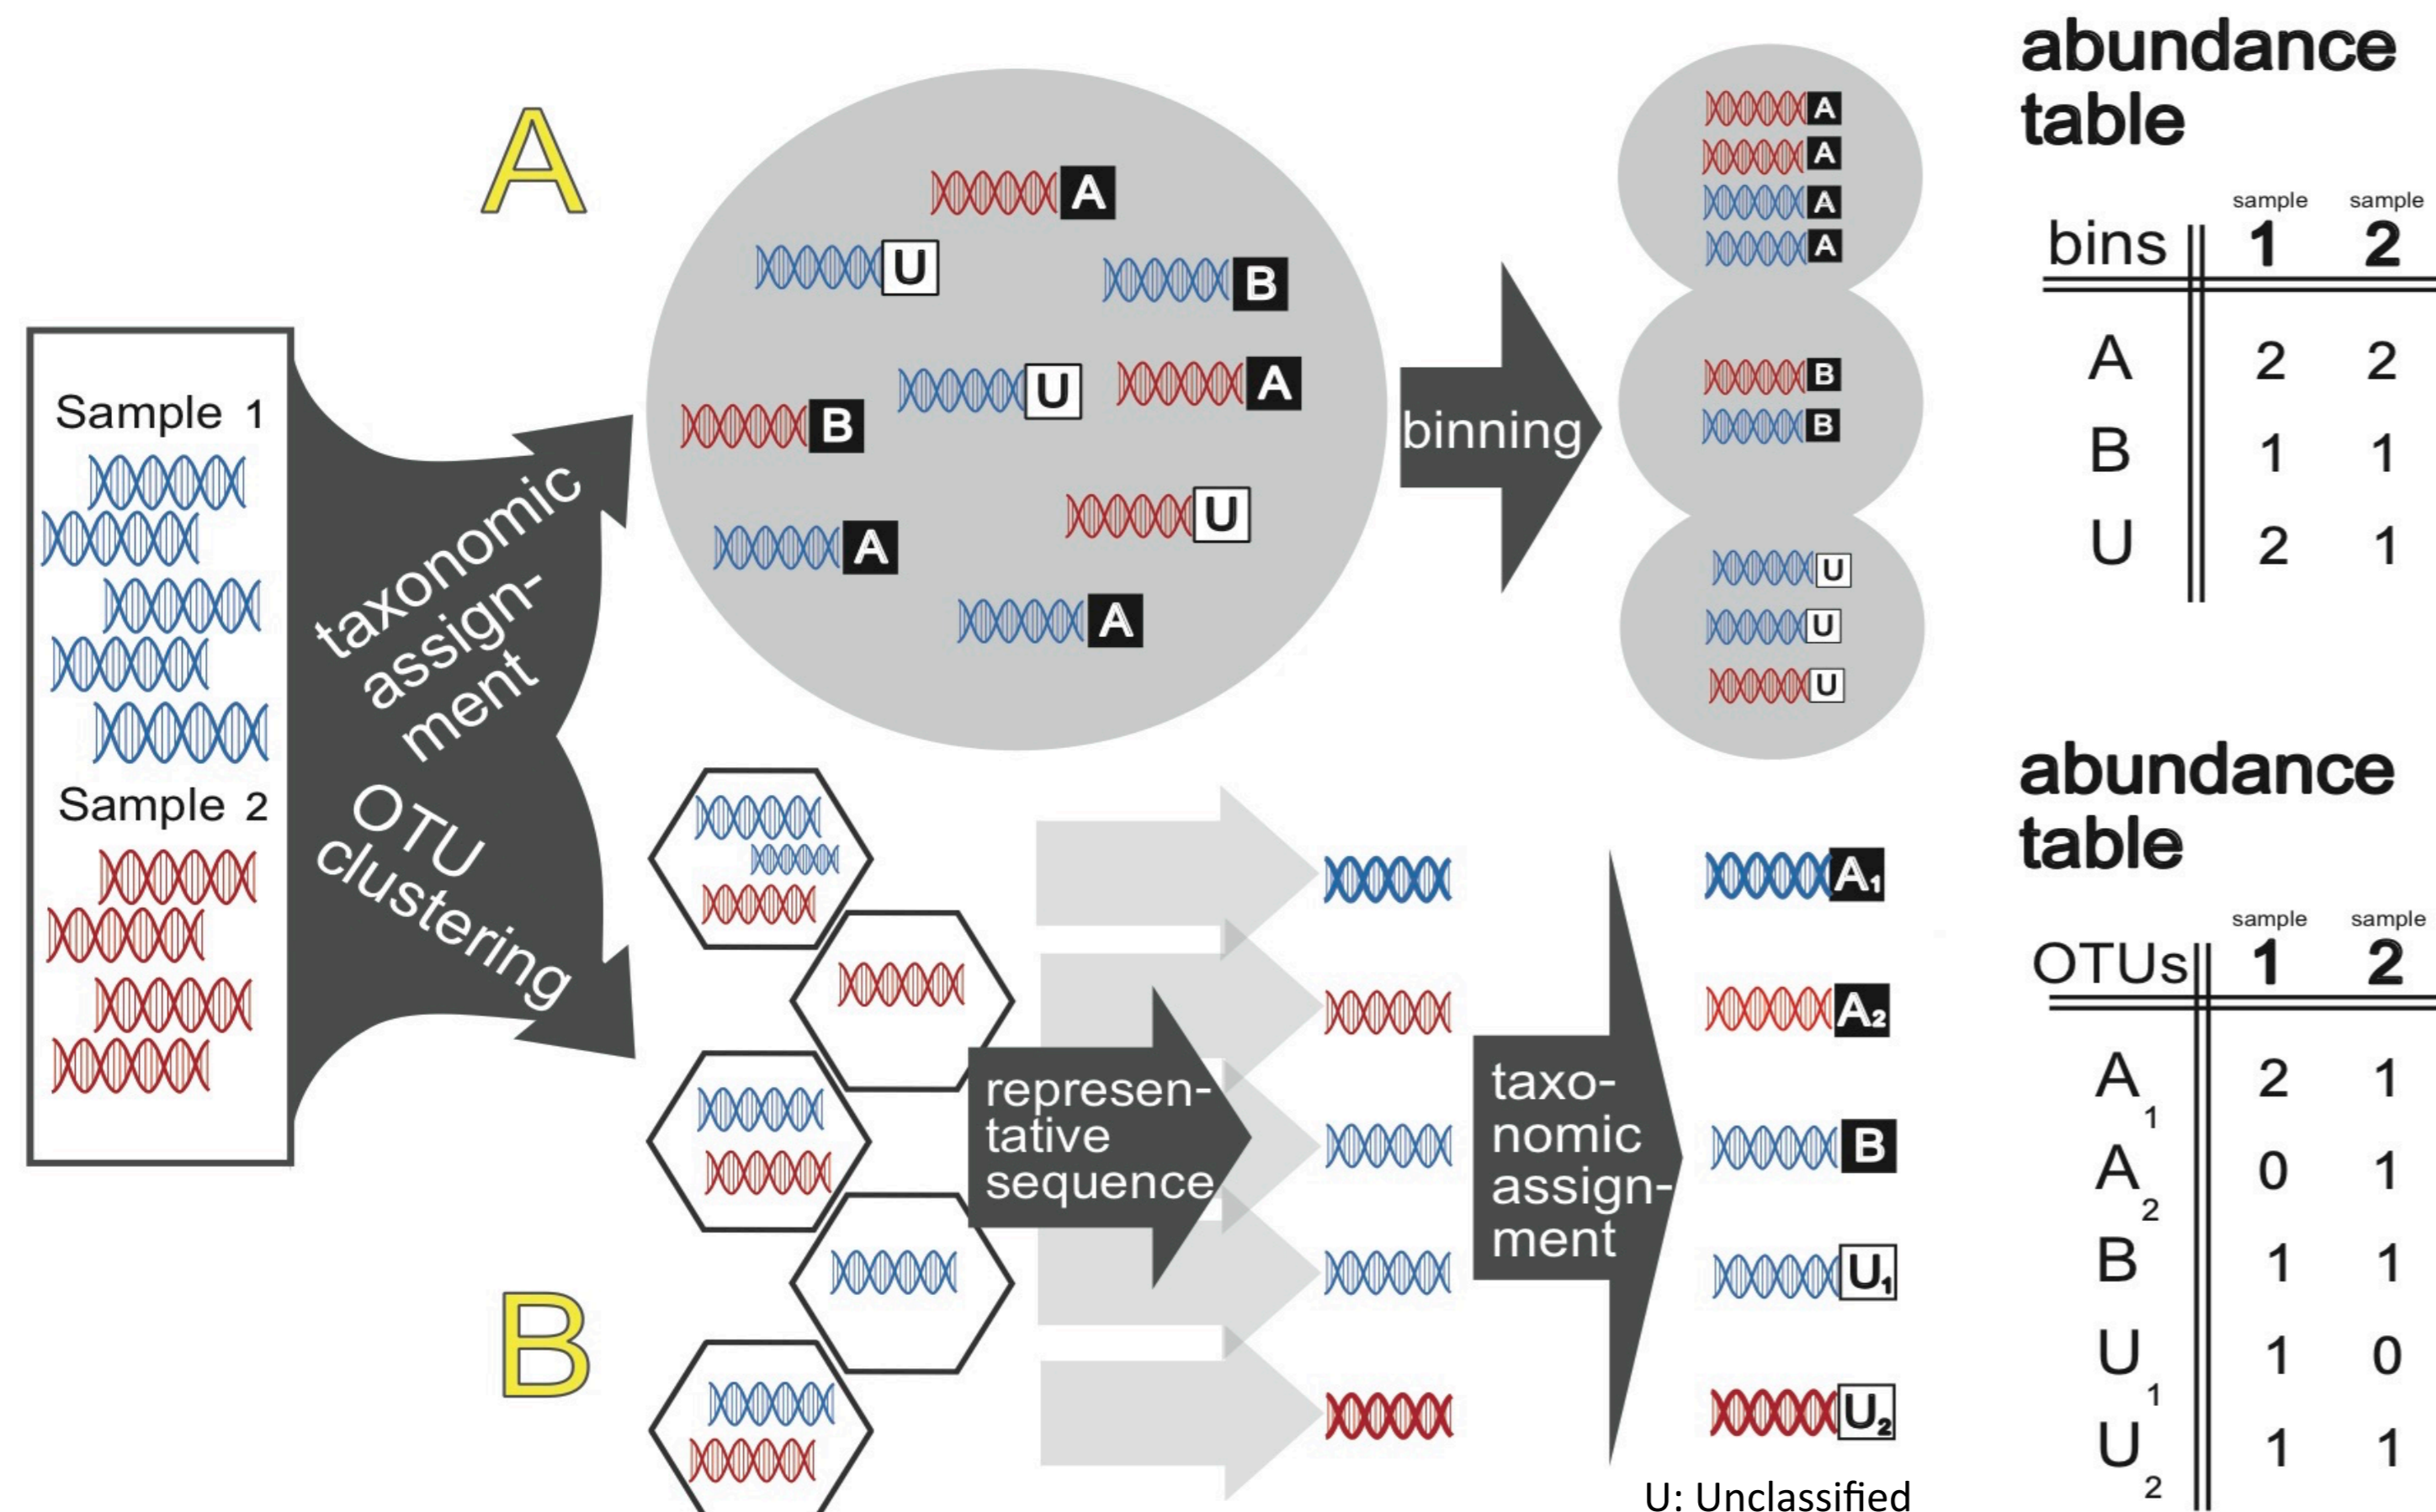 A
Sample 1
Sample 2
taxonomic
assign-
ment
OTU
clustering
A
U
B
U
A
B
U
A
A
binning
A
A
A
A
B
B
U
U
U
abundance
table
sample sample
bins 1 2
A 2 2
B 1 1
U 2 1
B
represen-
tative
sequence
taxo-
nomic
assign-
ment
A₁
A₂
B
U₁
U₂
U: Unclassified
abundance
table
sample sample
OTUs 1 2
A₁ 2 1
A₂ 0 1
B 1 1
U₁ 1 0
U₂ 1 1